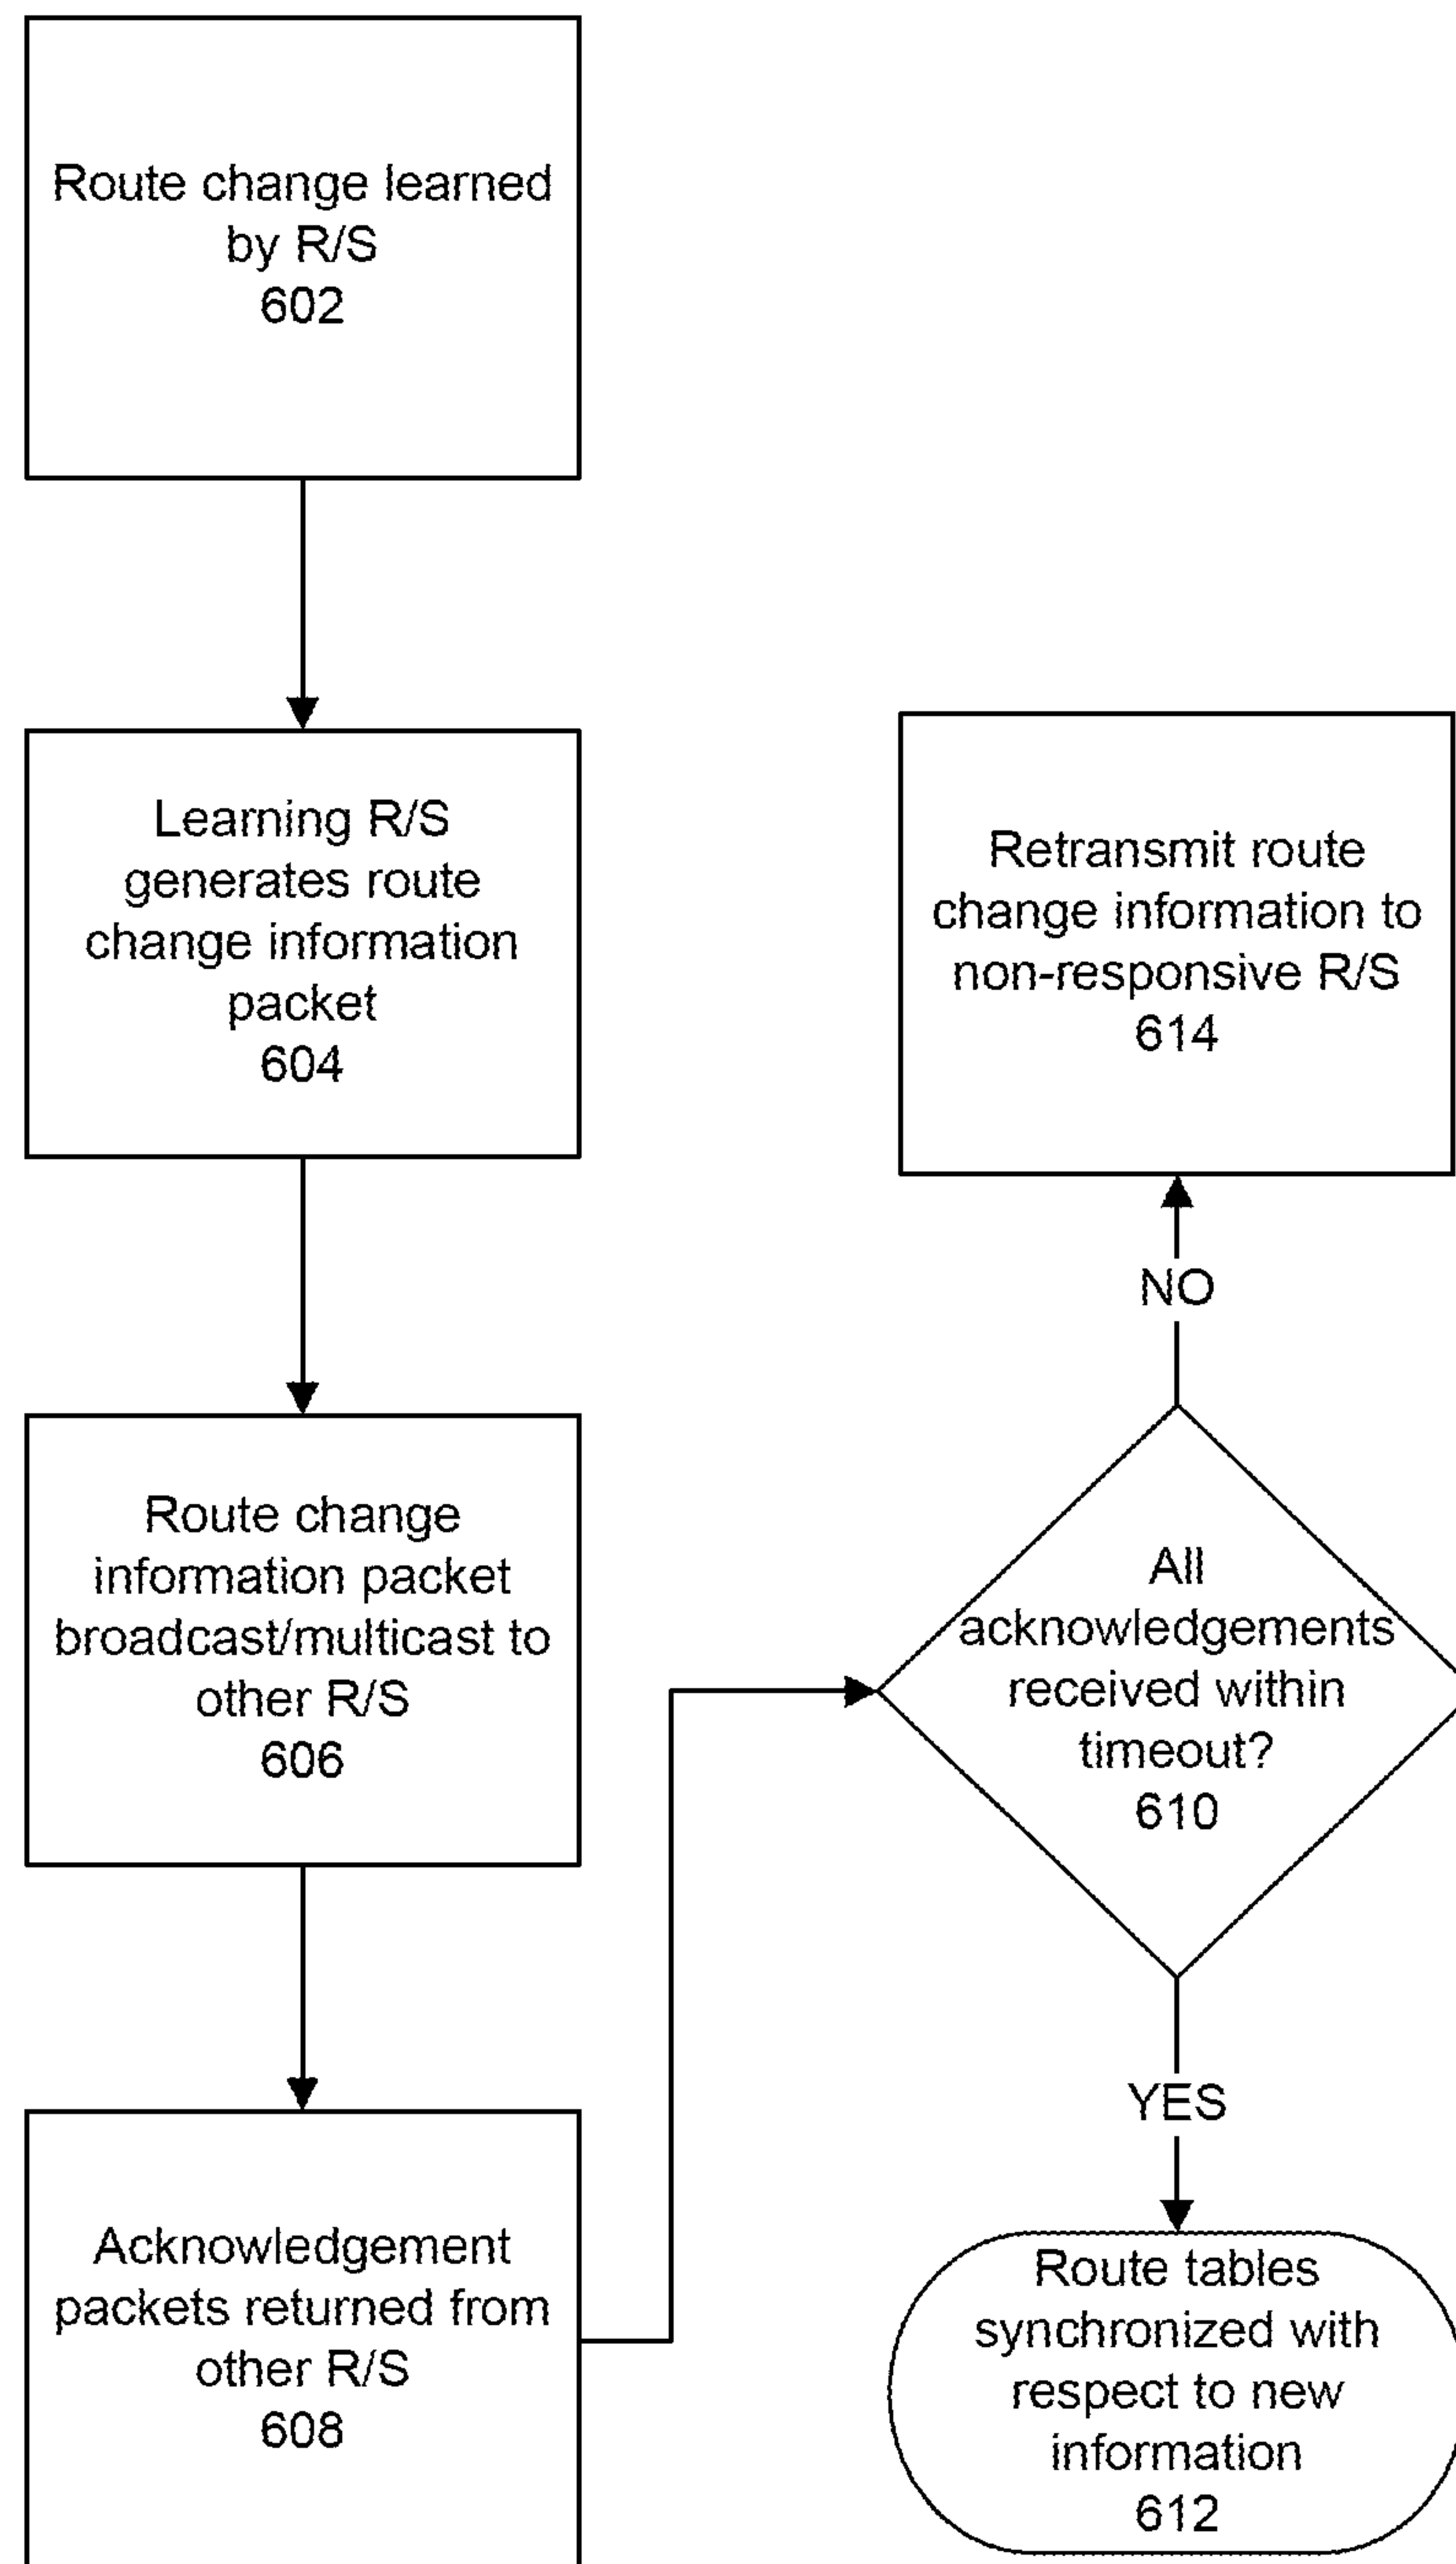 Route change learned
by R/S
602
Learning R/S
generates route
change information
packet
604
Route change
information packet
broadcast/multicast to
other R/S
606
Acknowledgement
packets returned from
other R/S
608
Retransmit route
change information to
non-responsive R/S
614
NO
All
acknowledgements
received within
timeout?
610
YES
Route tables
synchronized with
respect to new
information
612